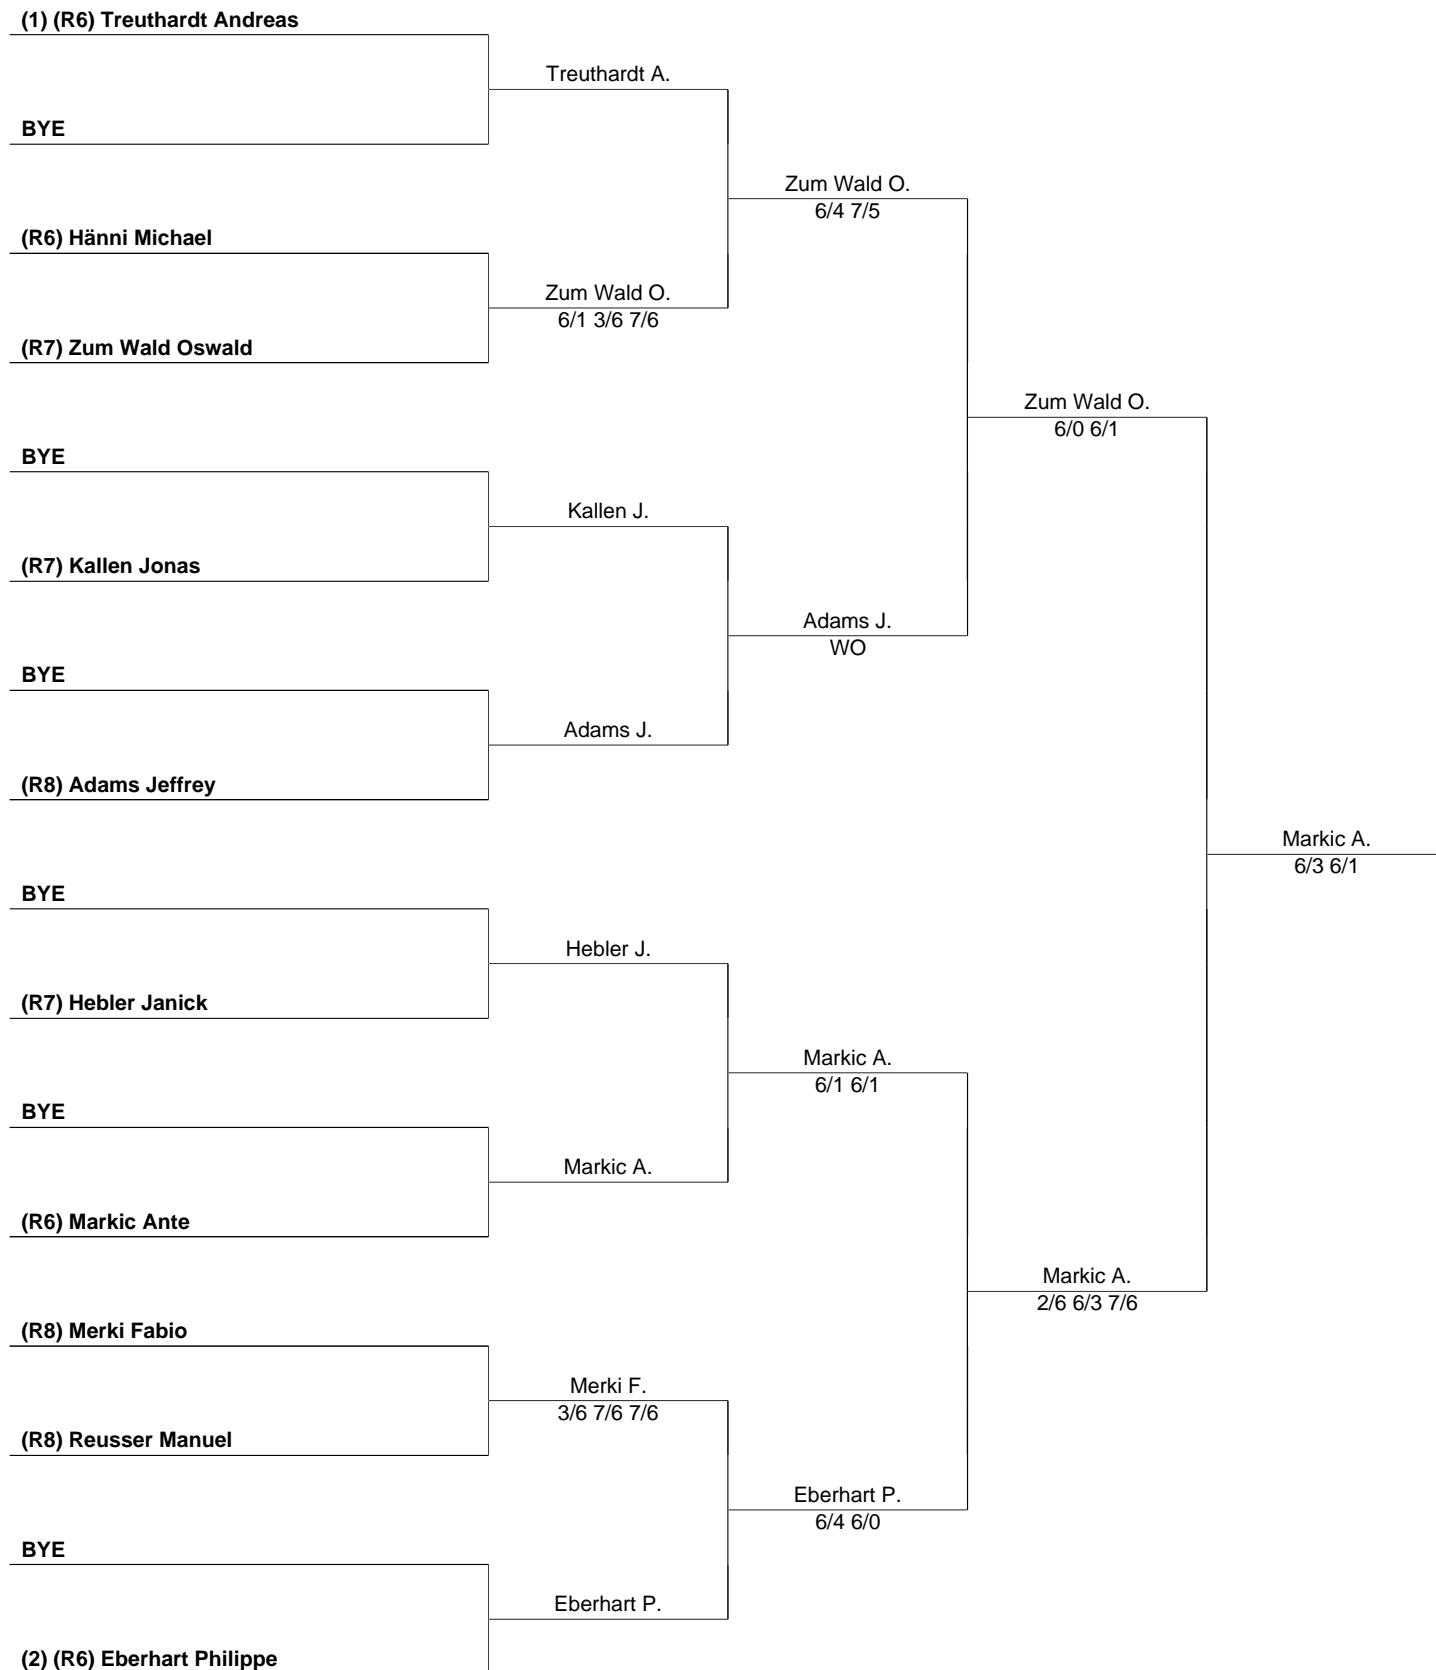 (1) (R6) Treuthardt Andreas
Treuthardt A.
BYE
Zum Wald O.
6/4 7/5
(R6) Hänni Michael
Zum Wald O.
6/1 3/6 7/6
(R7) Zum Wald Oswald
Zum Wald O.
6/0 6/1
BYE
Kallen J.
(R7) Kallen Jonas
Adams J.
WO
BYE
Adams J.
(R8) Adams Jeffrey
Markic A.
6/3 6/1
BYE
Hebler J.
(R7) Hebler Janick
Markic A.
6/1 6/1
BYE
Markic A.
(R6) Markic Ante
Markic A.
2/6 6/3 7/6
(R8) Merki Fabio
Merki F.
3/6 7/6 7/6
(R8) Reusser Manuel
Eberhart P.
6/4 6/0
BYE
Eberhart P.
(2) (R6) Eberhart Philippe